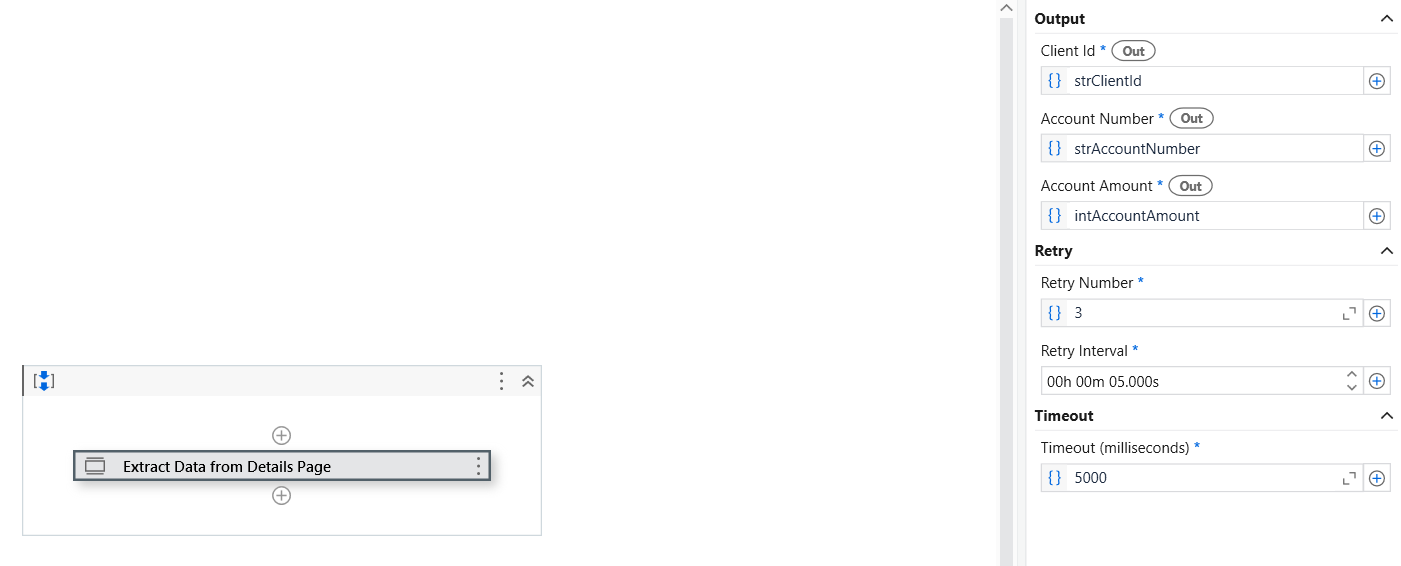 Output
Client Id * Out
{} strClientId
Account Number * Out
{} strAccountNumber
Account Amount * Out
{} intAccountAmount
Retry
Retry Number *
{} 3
Retry Interval *
00h 00m 05.000s
Timeout
Timeout (milliseconds) *
{} 5000
Extract Data from Details Page